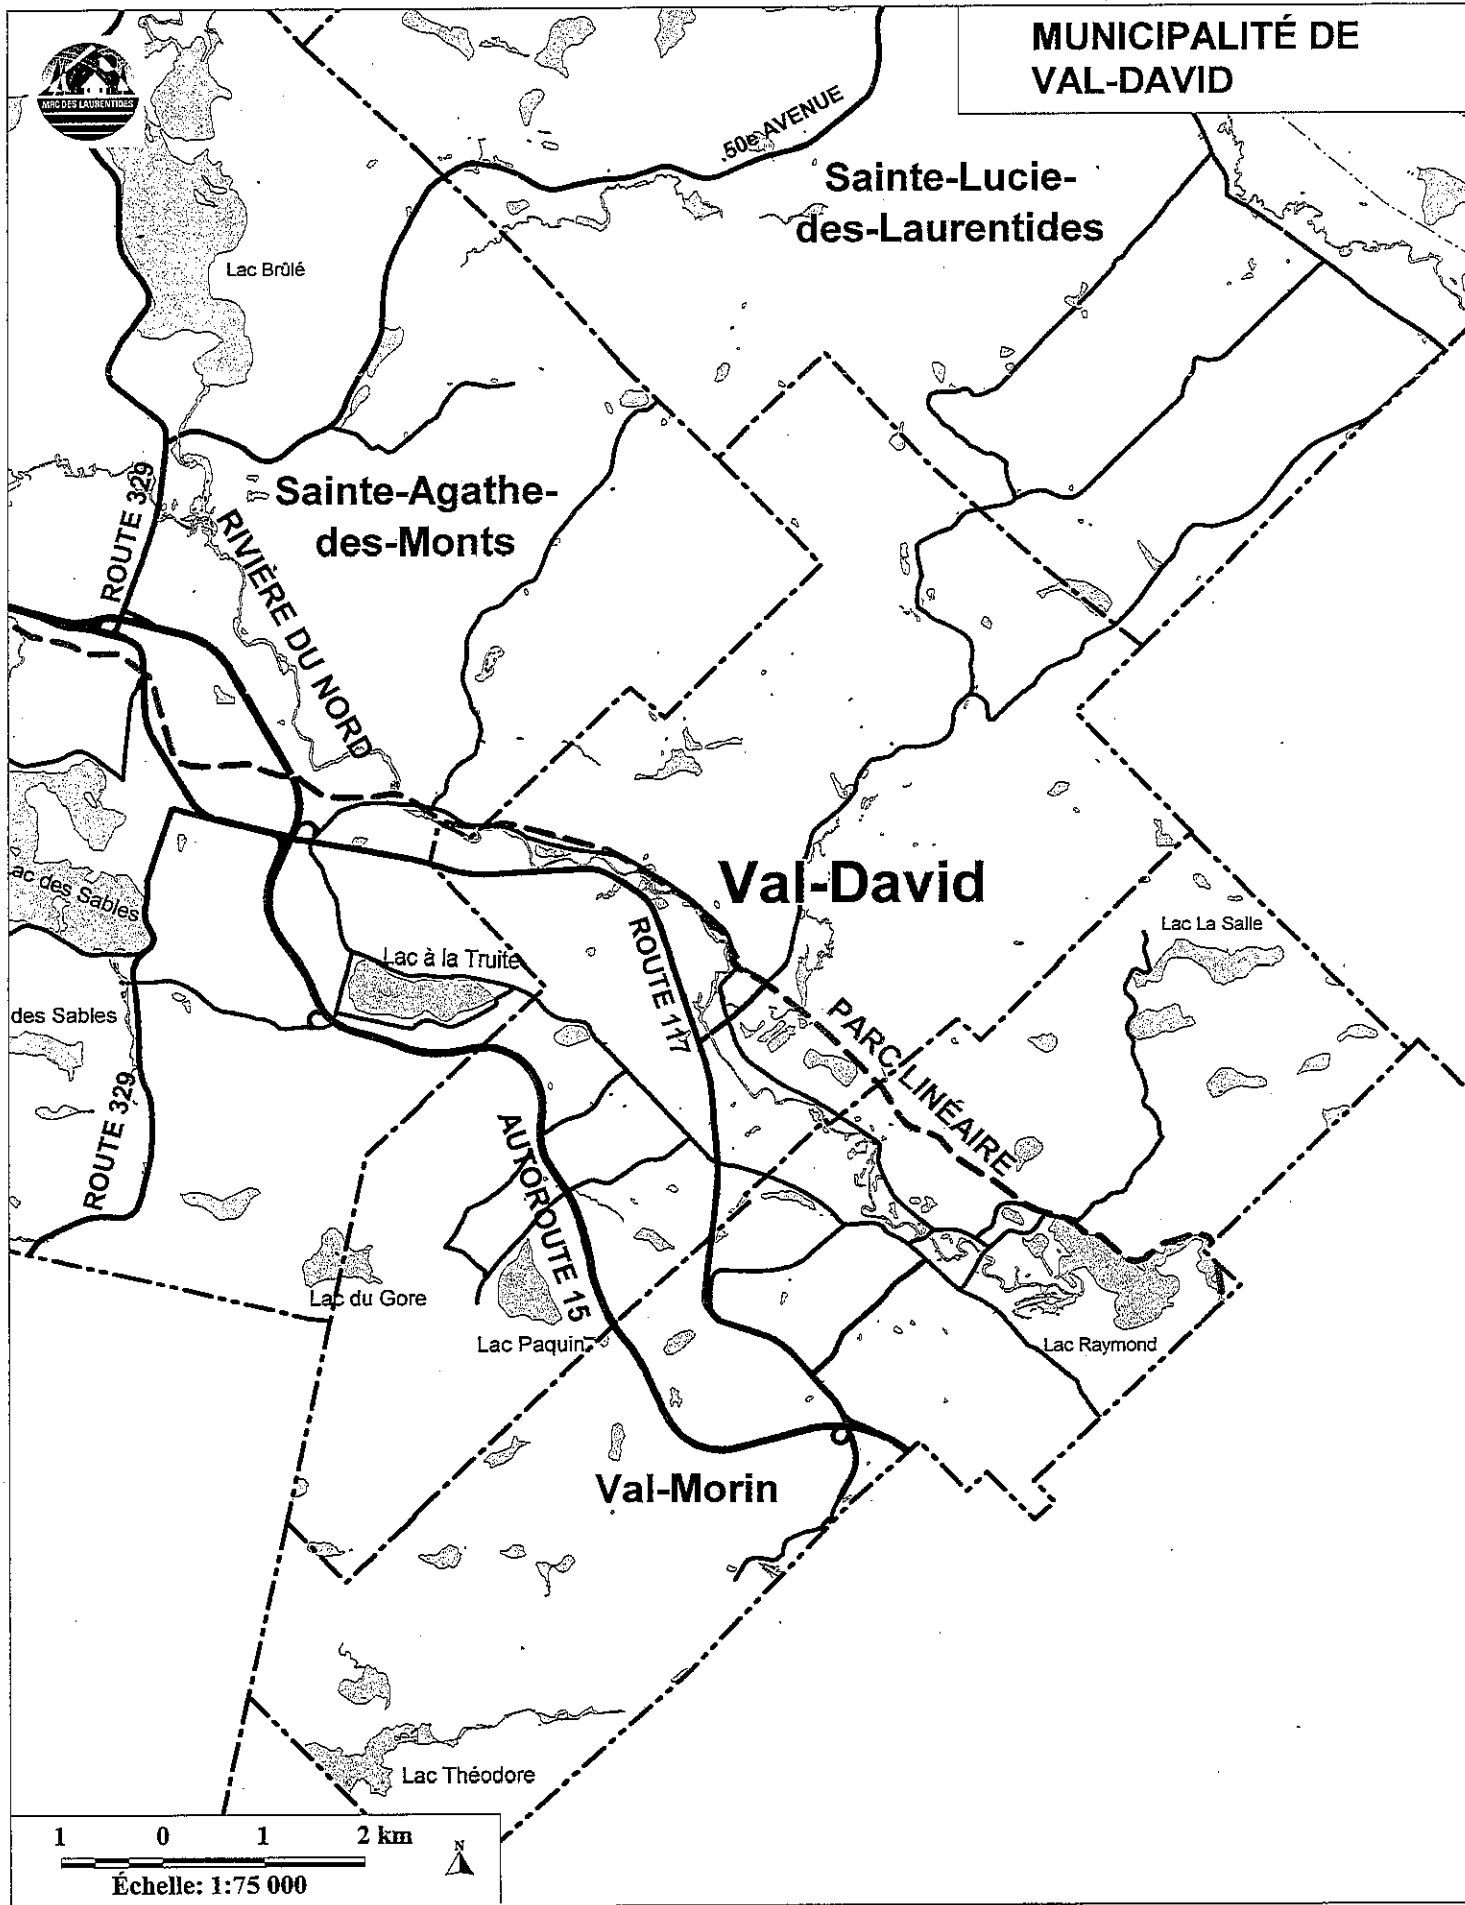 MUNICIPALITÉ DE
VAL-DAVID
MRC DES LAURENTIDES
50e AVENUE
Sainte-Lucie-
des-Laurentides
Lac Brûlé
ROUTE 329
Sainte-Agathe-
des-Monts
RIVIÈRE DU NORD
Val-David
ac des Sables
Lac à la Truite
ROUTE 117
Lac La Salle
des Sables
PARC LINÉAIRE
ROUTE 329
AUTOROUTE 15
Lac du Gore
Lac Paquin
Lac Raymond
Val-Morin
Lac Théodore
1 0 1 2 km
N
Échelle: 1:75 000